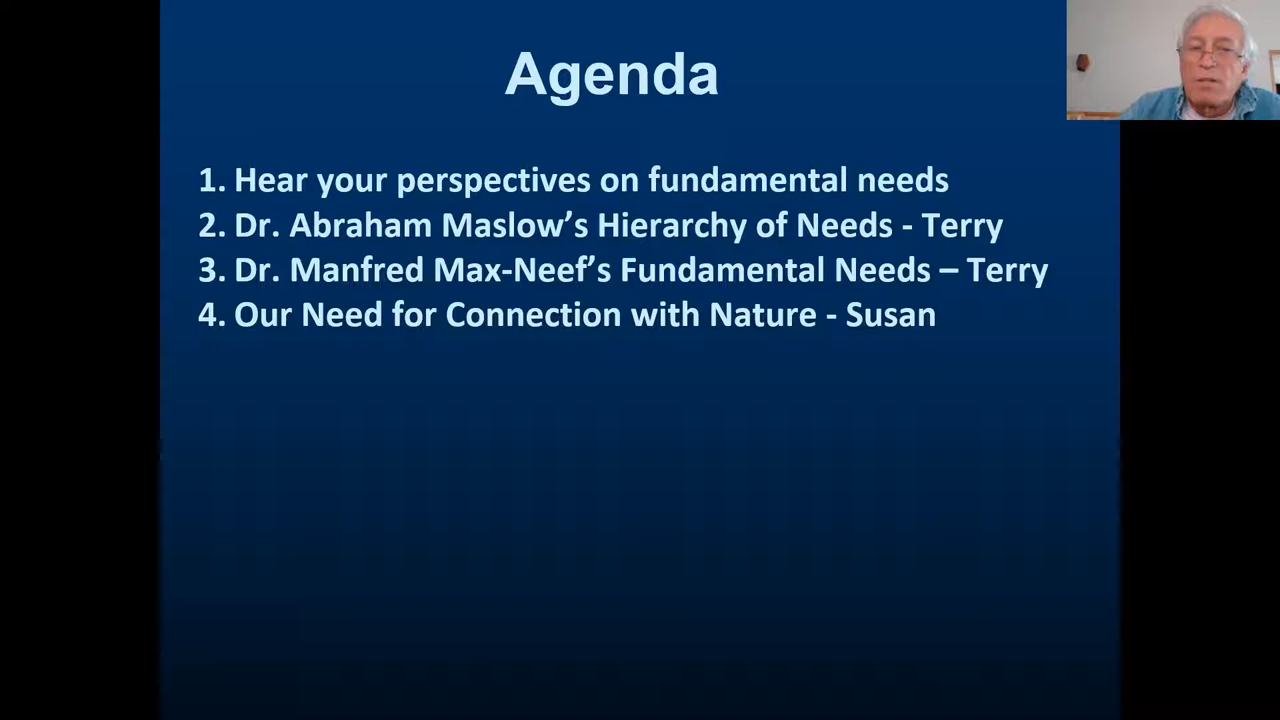 Agenda
1. Hear your perspectives on fundamental needs
2. Dr. Abraham Maslow’s Hierarchy of Needs - Terry
3. Dr. Manfred Max-Neef’s Fundamental Needs – Terry
4. Our Need for Connection with Nature - Susan